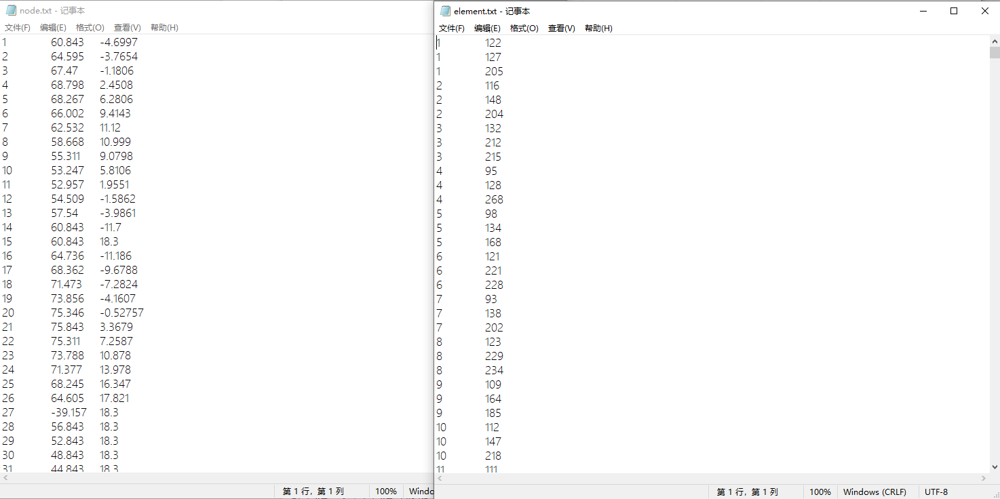 node.txt - 记事本
文件(F) 编辑(E) 格式(O) 查看(V) 帮助(H)
1 60.843 -4.6997
2 64.595 -3.7654
3 67.47 -1.1806
4 68.798 2.4508
5 68.267 6.2806
6 66.002 9.4143
7 62.532 11.12
8 58.668 10.999
9 55.311 9.0798
10 53.247 5.8106
11 52.957 1.9551
12 54.509 -1.5862
13 57.54 -3.9861
14 60.843 -11.7
15 60.843 18.3
16 64.736 -11.186
17 68.362 -9.6788
18 71.473 -7.2824
19 73.856 -4.1607
20 75.346 -0.52757
21 75.843 3.3679
22 75.311 7.2587
23 73.788 10.878
24 71.377 13.978
25 68.245 16.347
26 64.605 17.821
27 -39.157 18.3
28 56.843 18.3
29 52.843 18.3
30 48.843 18.3
31 44.843 18.3
第 1 行，第 1 列 100% Windo
element.txt - 记事本
文件(F) 编辑(E) 格式(O) 查看(V) 帮助(H)
1 122
1 127
1 205
2 116
2 148
2 204
3 132
3 212
3 215
4 95
4 128
4 268
5 98
5 134
5 168
6 121
6 221
6 228
7 93
7 138
7 202
8 123
8 229
8 234
9 109
9 164
9 185
10 112
10 147
10 218
11 111
第 1 行，第 1 列 100% Windows (CRLF) UTF-8